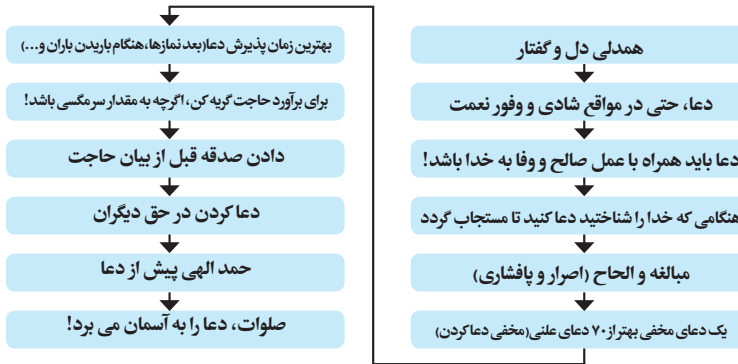 همدلی دل و گفتار
دعا، حتی در مواقع شادی و وفور نعمت
دعا باید همراه با عمل صالح و وفا به خدا باشد!
هنگامی که خدا را شناختید دعا کنید تا مستجاب گردد
مبالغه و الحاح (اصرار و پافشاری)
یک دعای مخفی بهتر از ۷۰ دعای علنی(مخفی دعا کردن)
بهترین زمان پذیرش دعا(بعد نمازها، هنگام باریدن باران و...)
برای برآورد حاجت گریه کن، اگرچه به مقدار سر مگسی باشد!
دادن صدقه قبل از بیان حاجت
دعا کردن در حق دیگران
حمد الهی پیش از دعا
صلوات، دعا را به آسمان می برد!